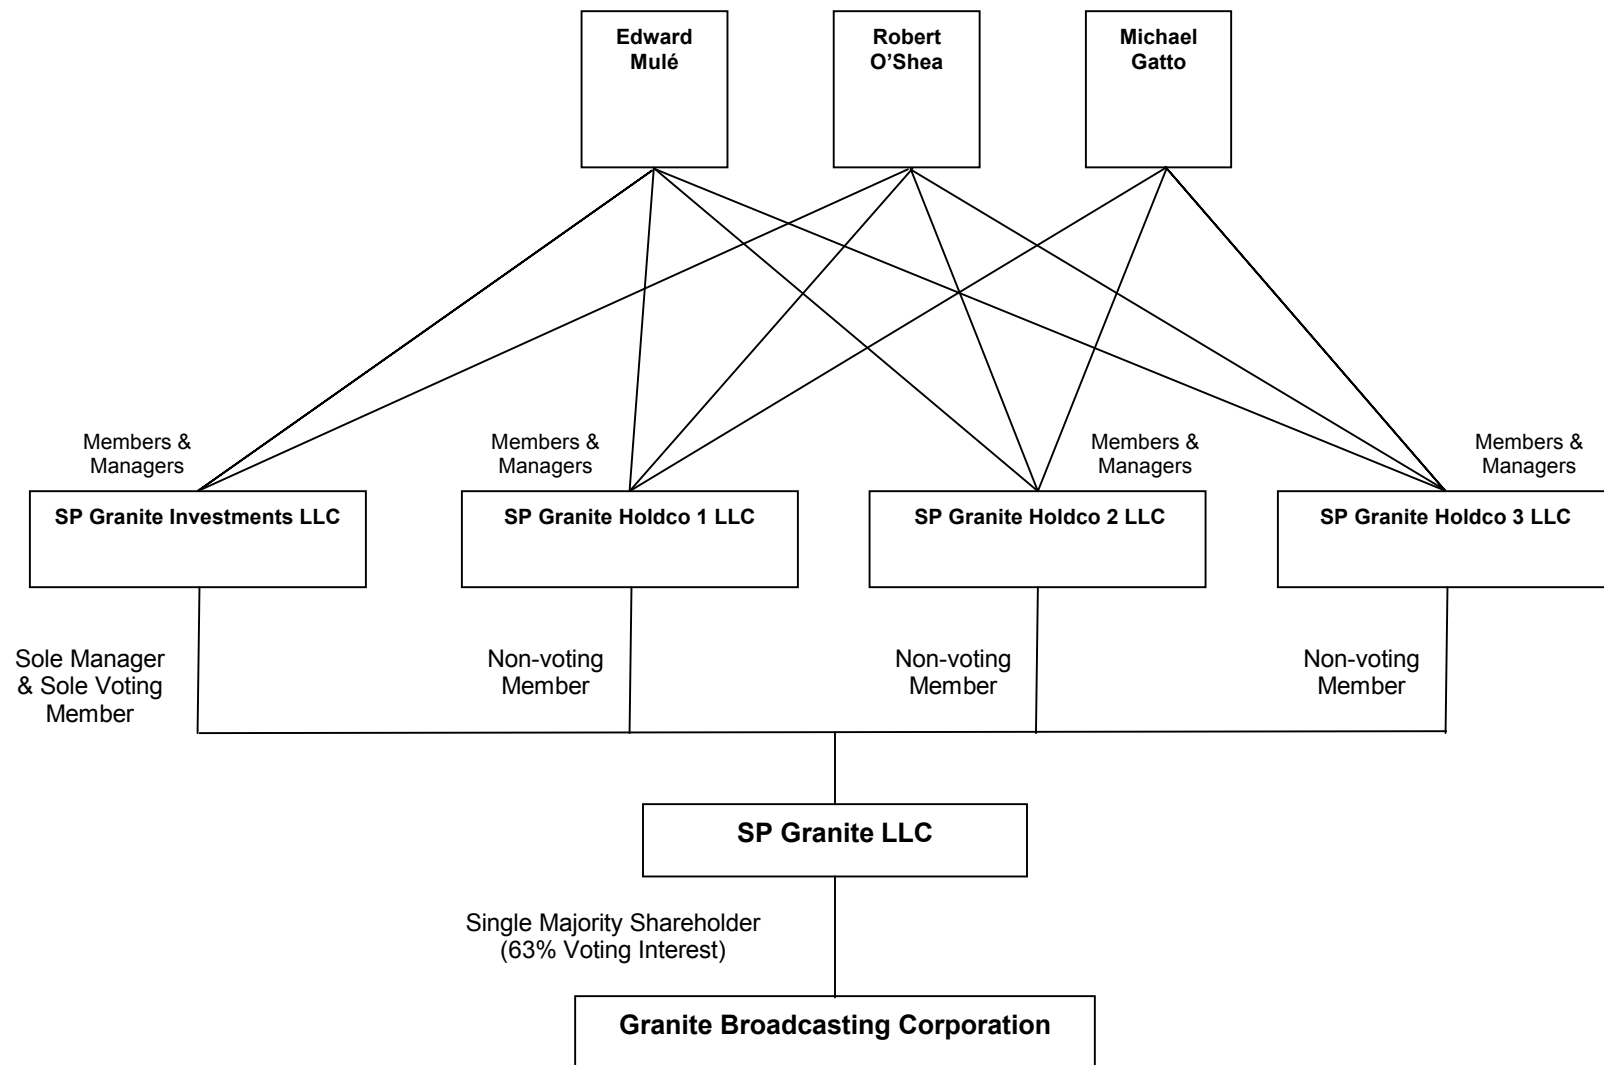 Edward
Mulé
Robert
O'Shea
Michael
Gatto
Members &
Managers
Members &
Managers
Members &
Managers
Members &
Managers
SP Granite Investments LLC
SP Granite Holdco 1 LLC
SP Granite Holdco 2 LLC
SP Granite Holdco 3 LLC
Sole Manager
& Sole Voting
Member
Non-voting
Member
Non-voting
Member
Non-voting
Member
SP Granite LLC
Single Majority Shareholder
(63% Voting Interest)
Granite Broadcasting Corporation